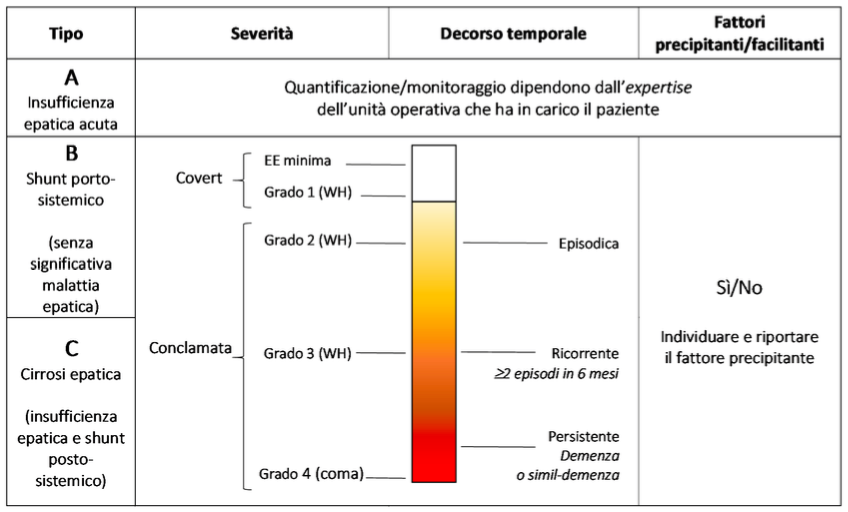 Tipo
Severità
Decorso temporale
Fattori
precipitanti/facilitanti
A
Insufficienza
epatica acuta
Quantificazione/monitoraggio dipendono dall'expertise
dell'unità operativa che ha in carico il paziente
B
Shunt porto-
sistemico
(senza
significativa
malattia
epatica)
C
Cirrosi epatica
(insufficienza
epatica e shunt
posto-
sistemico)
Covert
EE minima
Grado 1 (WH)
Conclamata
Grado 2 (WH)
Grado 3 (WH)
Grado 4 (coma)
Episodica
Ricorrente
≥2 episodi in 6 mesi
Persistente
Demenza
o simil-demenza
Sì/No
Individuare e riportare
il fattore precipitante